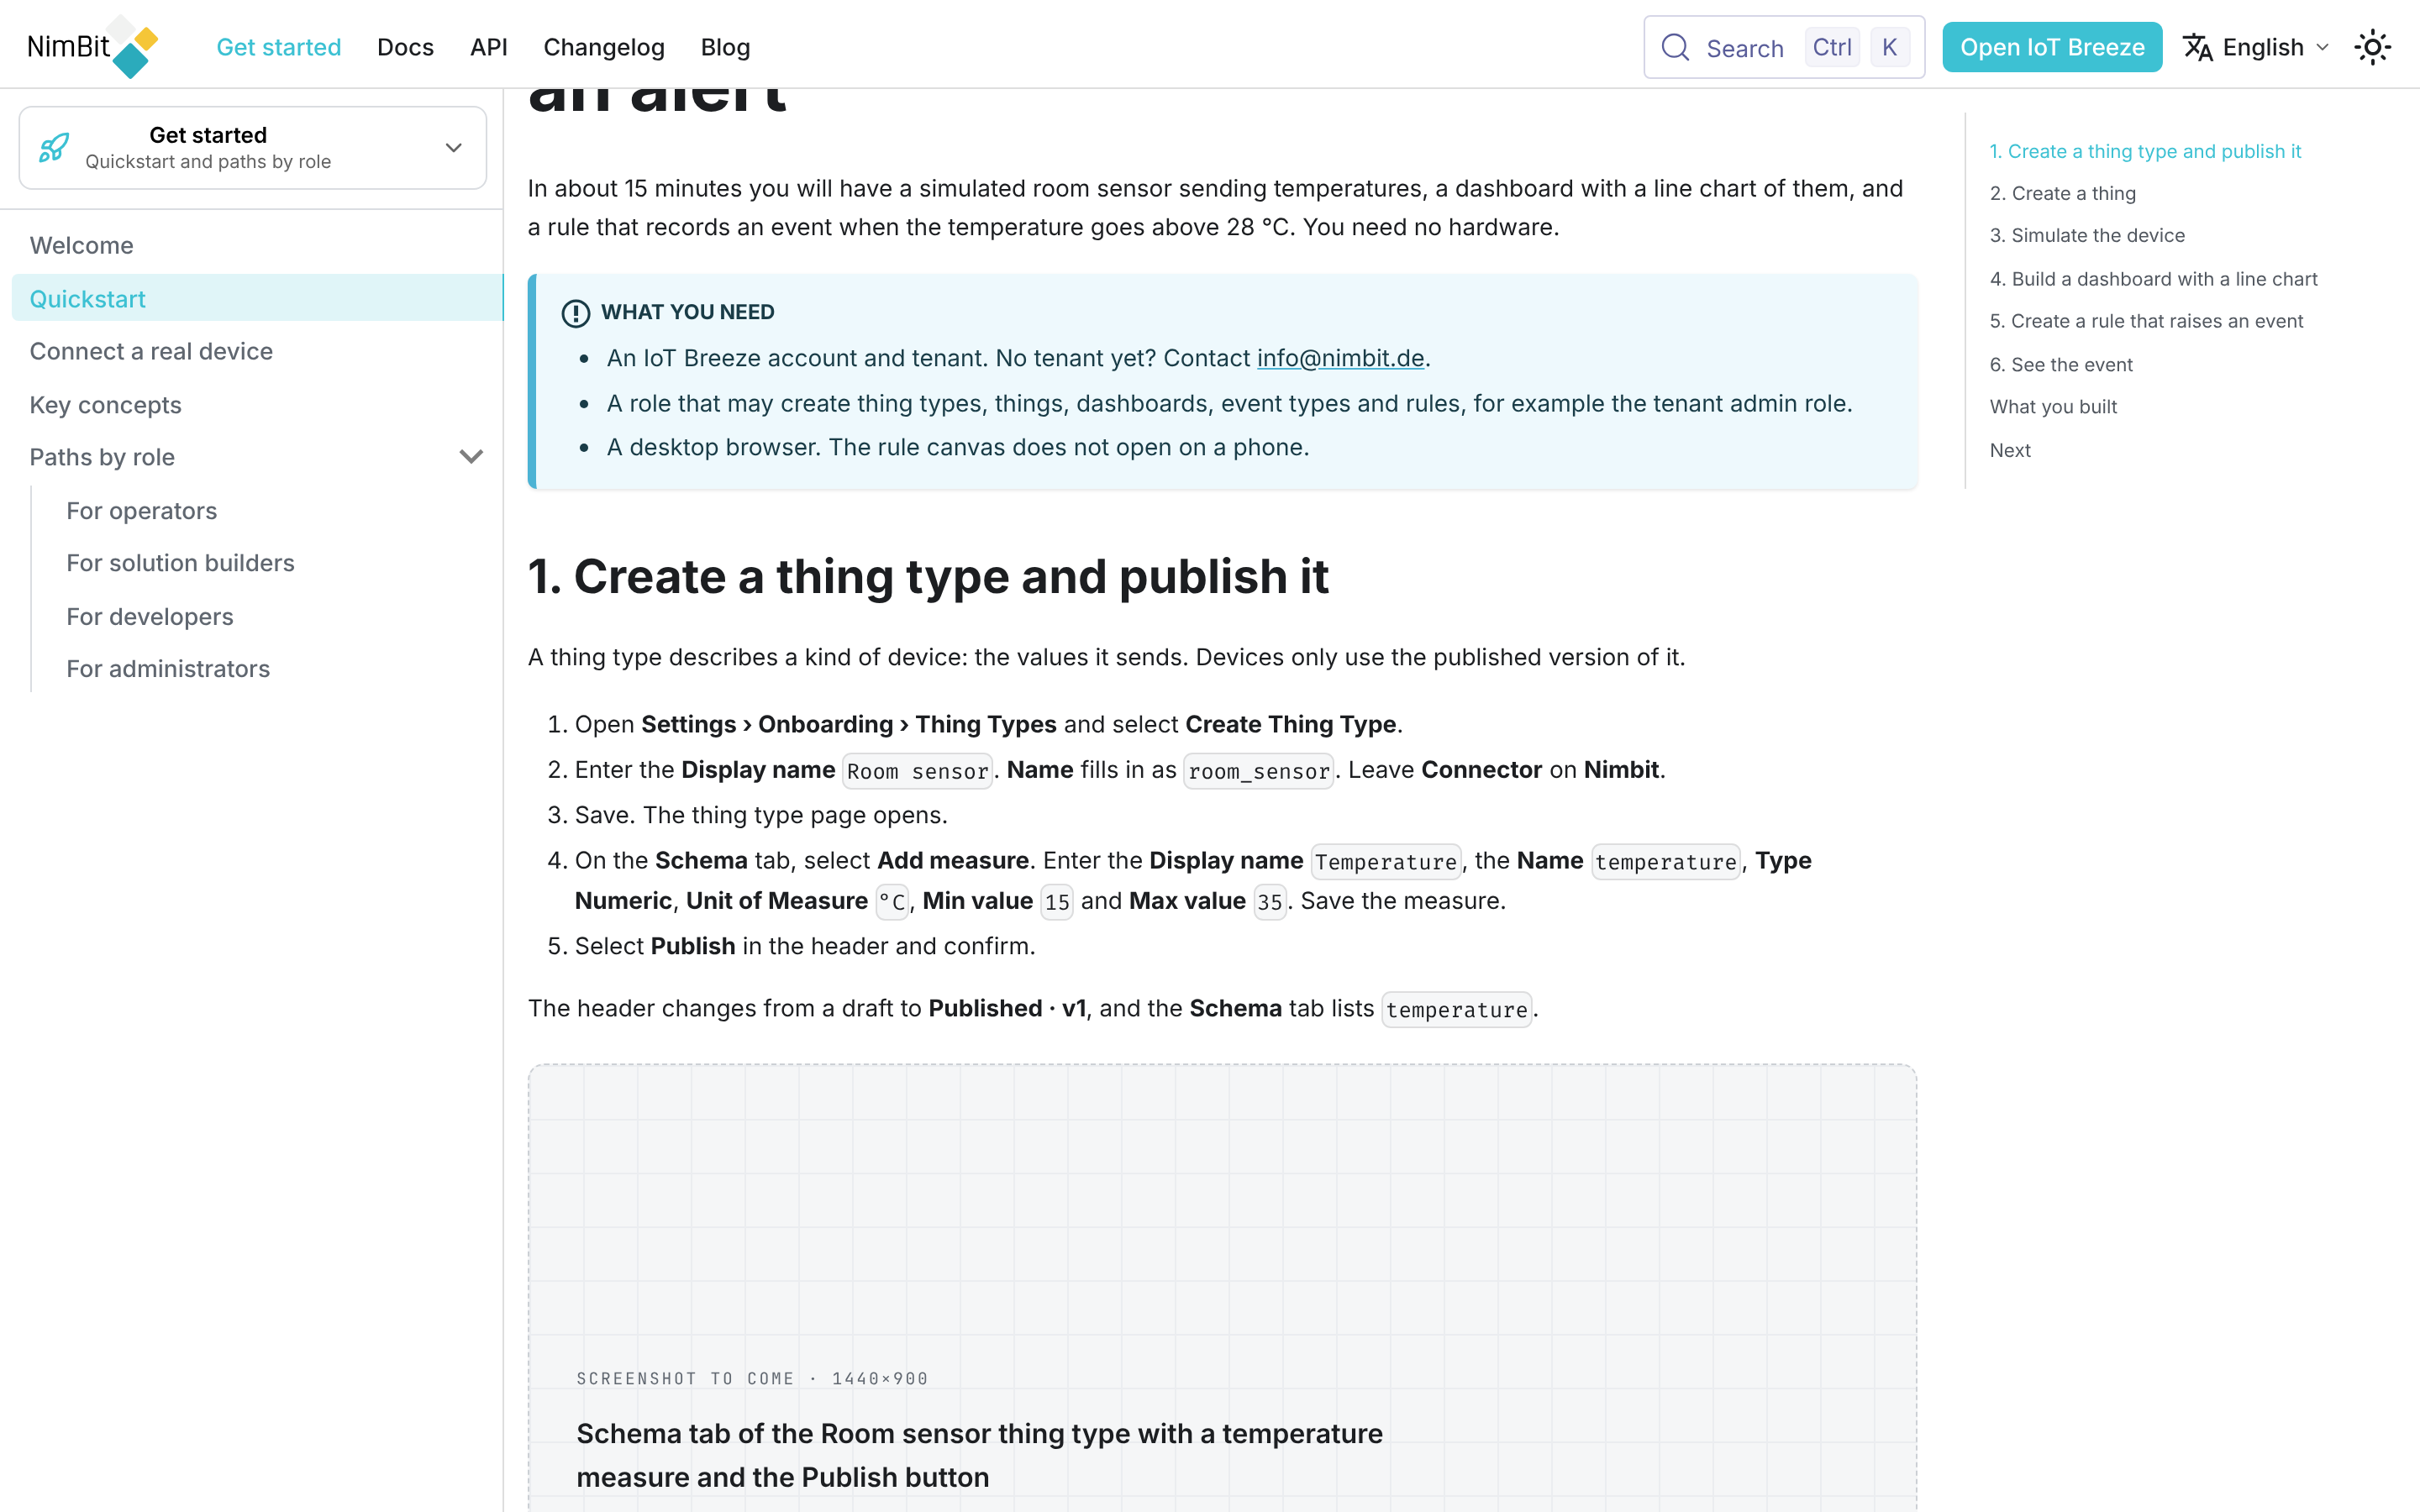 NimBit
Get started
Docs
API
Changelog
Blog
Search
Ctrl
K
Open IoT Breeze
English
Get started
Quickstart and paths by role
Welcome
Quickstart
Connect a real device
Key concepts
Paths by role
For operators
For solution builders
For developers
For administrators
an alert
In about 15 minutes you will have a simulated room sensor sending temperatures, a dashboard with a line chart of them, and
a rule that records an event when the temperature goes above 28 °C. You need no hardware.
WHAT YOU NEED
• An IoT Breeze account and tenant. No tenant yet? Contact info@nimbit.de.
• A role that may create thing types, things, dashboards, event types and rules, for example the tenant admin role.
• A desktop browser. The rule canvas does not open on a phone.
1. Create a thing type and publish it
A thing type describes a kind of device: the values it sends. Devices only use the published version of it.
1. Open Settings › Onboarding › Thing Types and select Create Thing Type.
2. Enter the Display name Room sensor. Name fills in as room_sensor. Leave Connector on Nimbit.
3. Save. The thing type page opens.
4. On the Schema tab, select Add measure. Enter the Display name Temperature, the Name temperature, Type
Numeric, Unit of Measure °C, Min value 15 and Max value 35. Save the measure.
5. Select Publish in the header and confirm.
The header changes from a draft to Published · v1, and the Schema tab lists temperature.
SCREENSHOT TO COME · 1440×900
Schema tab of the Room sensor thing type with a temperature
measure and the Publish button
1. Create a thing type and publish it
2. Create a thing
3. Simulate the device
4. Build a dashboard with a line chart
5. Create a rule that raises an event
6. See the event
What you built
Next